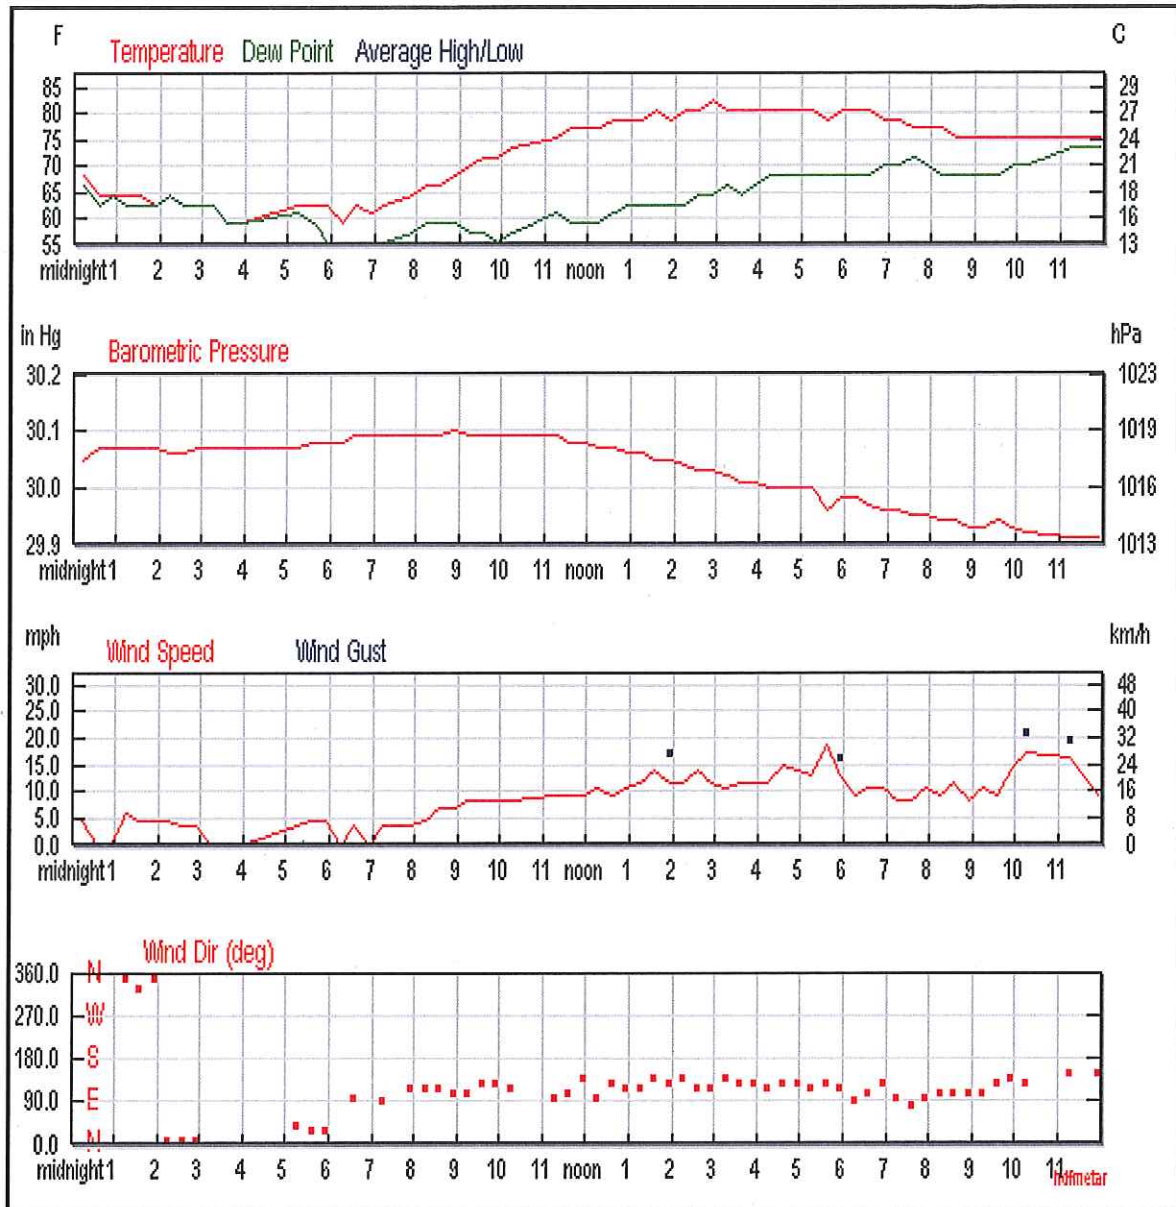 F C
Temperature Dew Point Average High/Low
85 29
80 27
75 24
70 21
65 18
60 16
55 13
midnight 1 2 3 4 5 6 7 8 9 10 11 noon 1 2 3 4 5 6 7 8 9 10 11
in Hg hPa
Barometric Pressure
30.2 1023
30.1 1019
30.0 1016
29.9 1013
midnight 1 2 3 4 5 6 7 8 9 10 11 noon 1 2 3 4 5 6 7 8 9 10 11
mph km/h
Wind Speed Wind Gust
30.0 48
25.0 40
20.0 32
15.0 24
10.0 16
5.0 8
0.0 0
midnight 1 2 3 4 5 6 7 8 9 10 11 noon 1 2 3 4 5 6 7 8 9 10 11
Wind Dir (deg)
360.0 N
270.0 W
180.0 S
90.0 E
0.0 N
midnight 1 2 3 4 5 6 7 8 9 10 11 noon 1 2 3 4 5 6 7 8 9 10 11